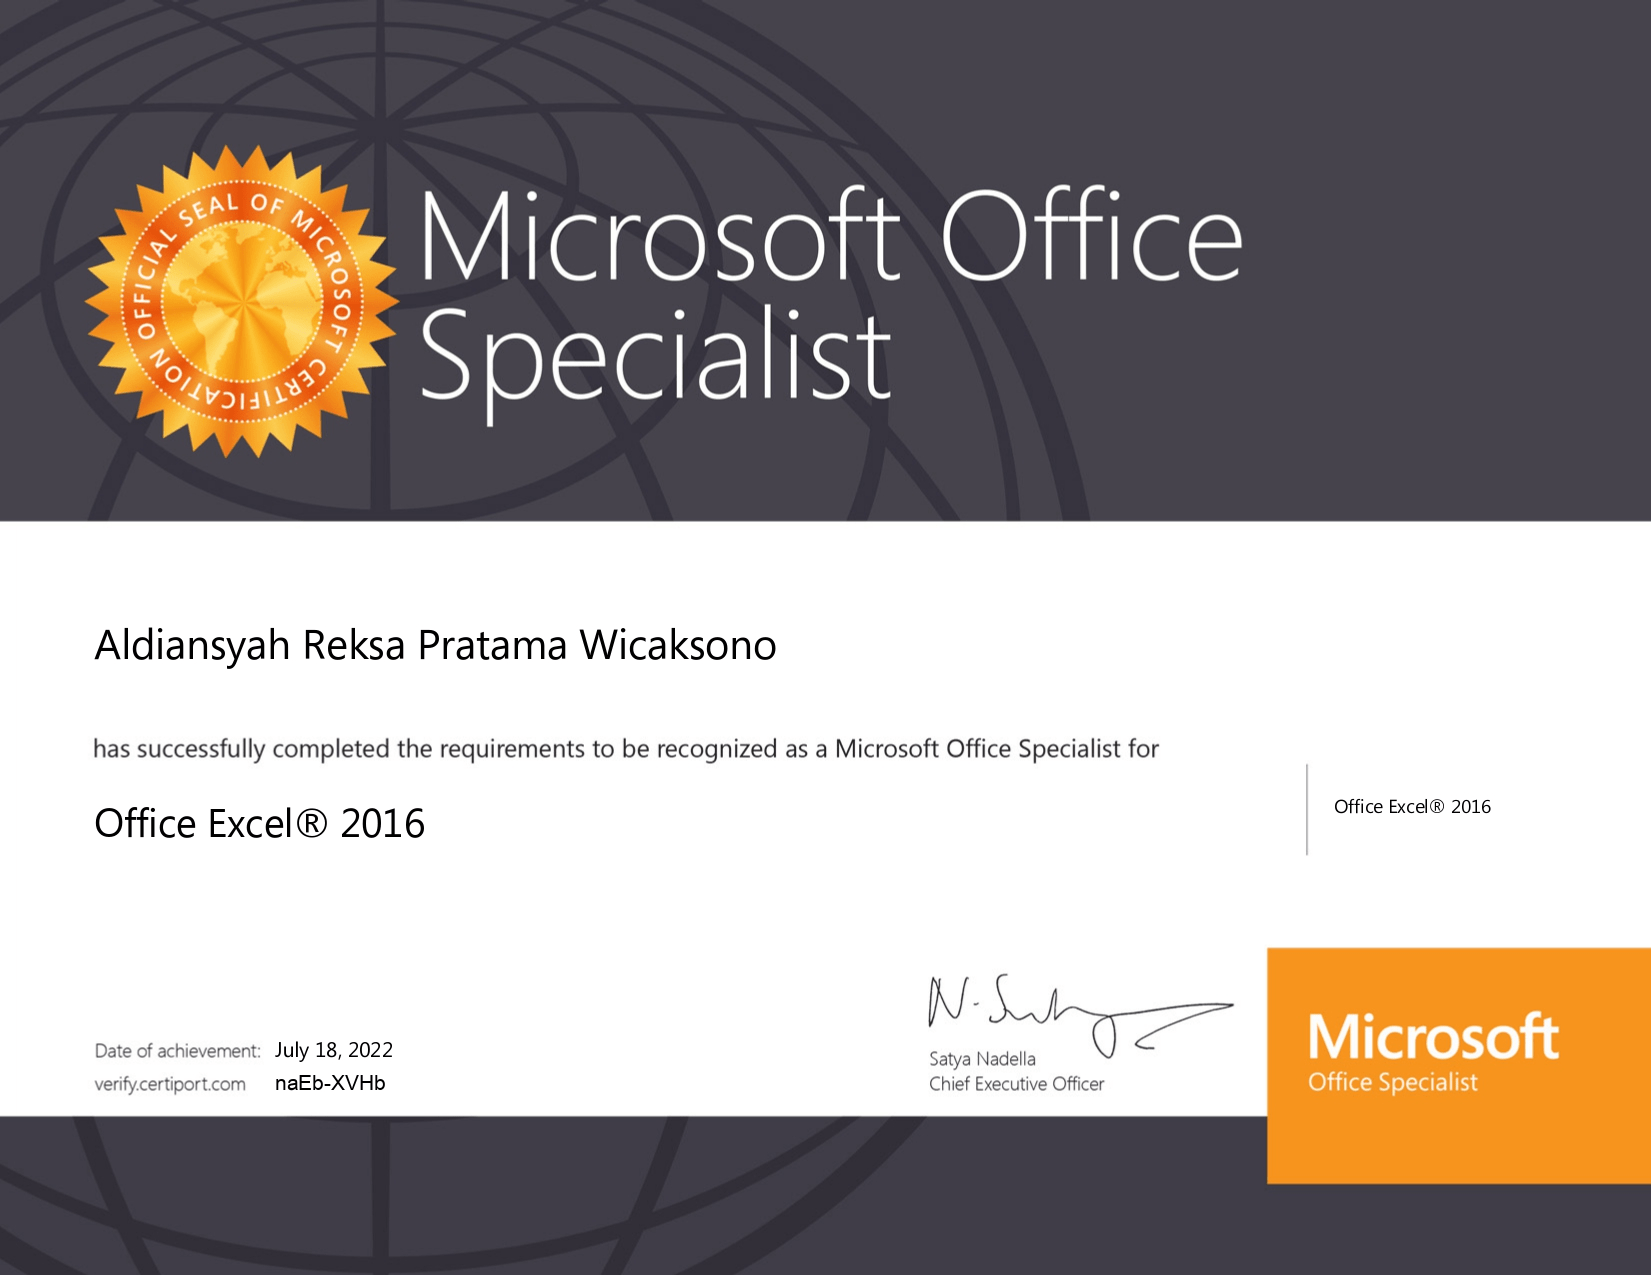 OFFICIAL SEAL OF MICROSOFT CERTIFICATION
Microsoft Office
Specialist
Aldiansyah Reksa Pratama Wicaksono
has successfully completed the requirements to be recognized as a Microsoft Office Specialist for
Office Excel® 2016
Office Excel® 2016
Date of achievement: July 18, 2022
verify.certiport.com naEb-XVHb
Satya Nadella
Chief Executive Officer
Microsoft
Office Specialist